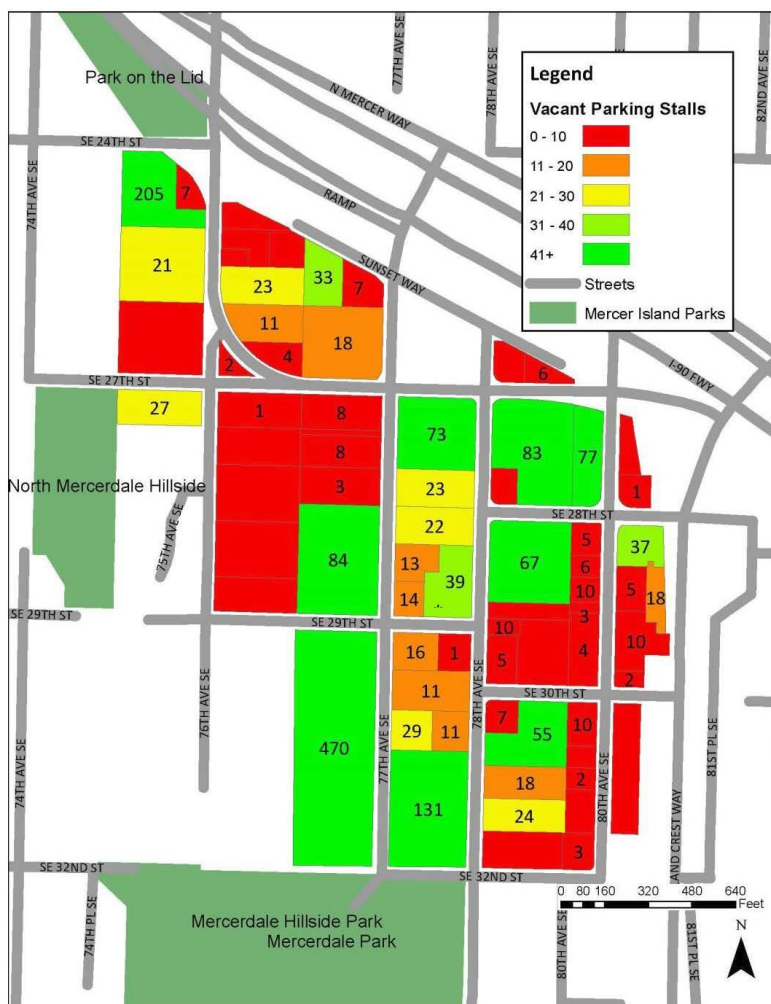 Park on the Lid
77TH AVE SE
78TH AVE SE
82ND AVE SE
N MERCER WAY
SE 24TH ST
74TH AVE SE
RAMP
SUNSET WAY
Legend
Vacant Parking Stalls
0 - 10
11 - 20
21 - 30
31 - 40
41+
Streets
Mercer Island Parks
205
7
21
23
33
7
11
18
2
4
6
I-90 FWY
SE 27TH ST
27
1
8
8
3
84
73
23
22
13
39
14
83
77
1
SE 28TH ST
North Mercerdale Hillside
75TH AVE SE
67
5
6
10
3
4
10
5
37
5
18
10
2
SE 29TH ST
SE 29TH ST
16
1
11
29
11
131
470
78TH AVE SE
SE 30TH ST
76TH AVE SE
77TH AVE SE
80TH AVE SE
81ST PL SE
7
55
10
18
2
24
3
74TH AVE SE
AND CREST WAY
SE 32ND ST
SE 32ND ST
74TH PL SE
Mercerdale Hillside Park
Mercerdale Park
0 80 160 320 480 640
Feet
N
80TH AVE SE
81ST PL SE